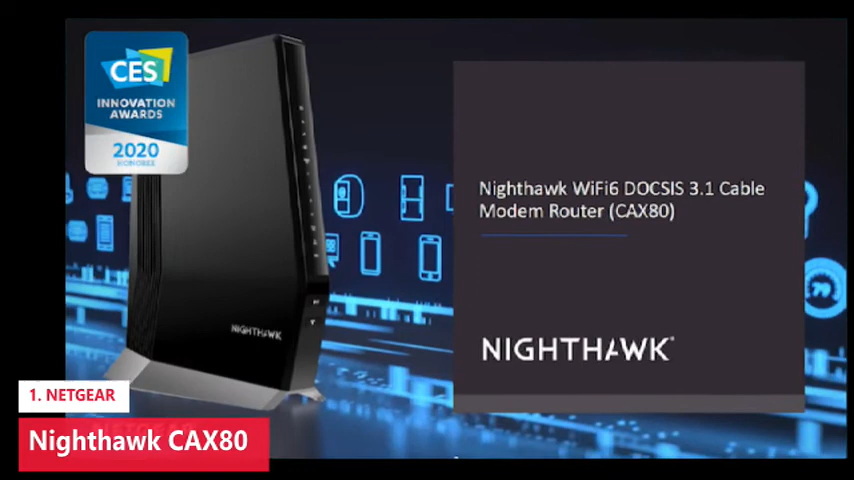 CES
INNOVATION
AWARDS
2020
HONOREE
Nighthawk WiFi6 DOCSIS 3.1 Cable
Modem Router (CAX80)
NIGHTHAWK
NIGHTHAWK
79
1. NETGEAR
Nighthawk CAX80